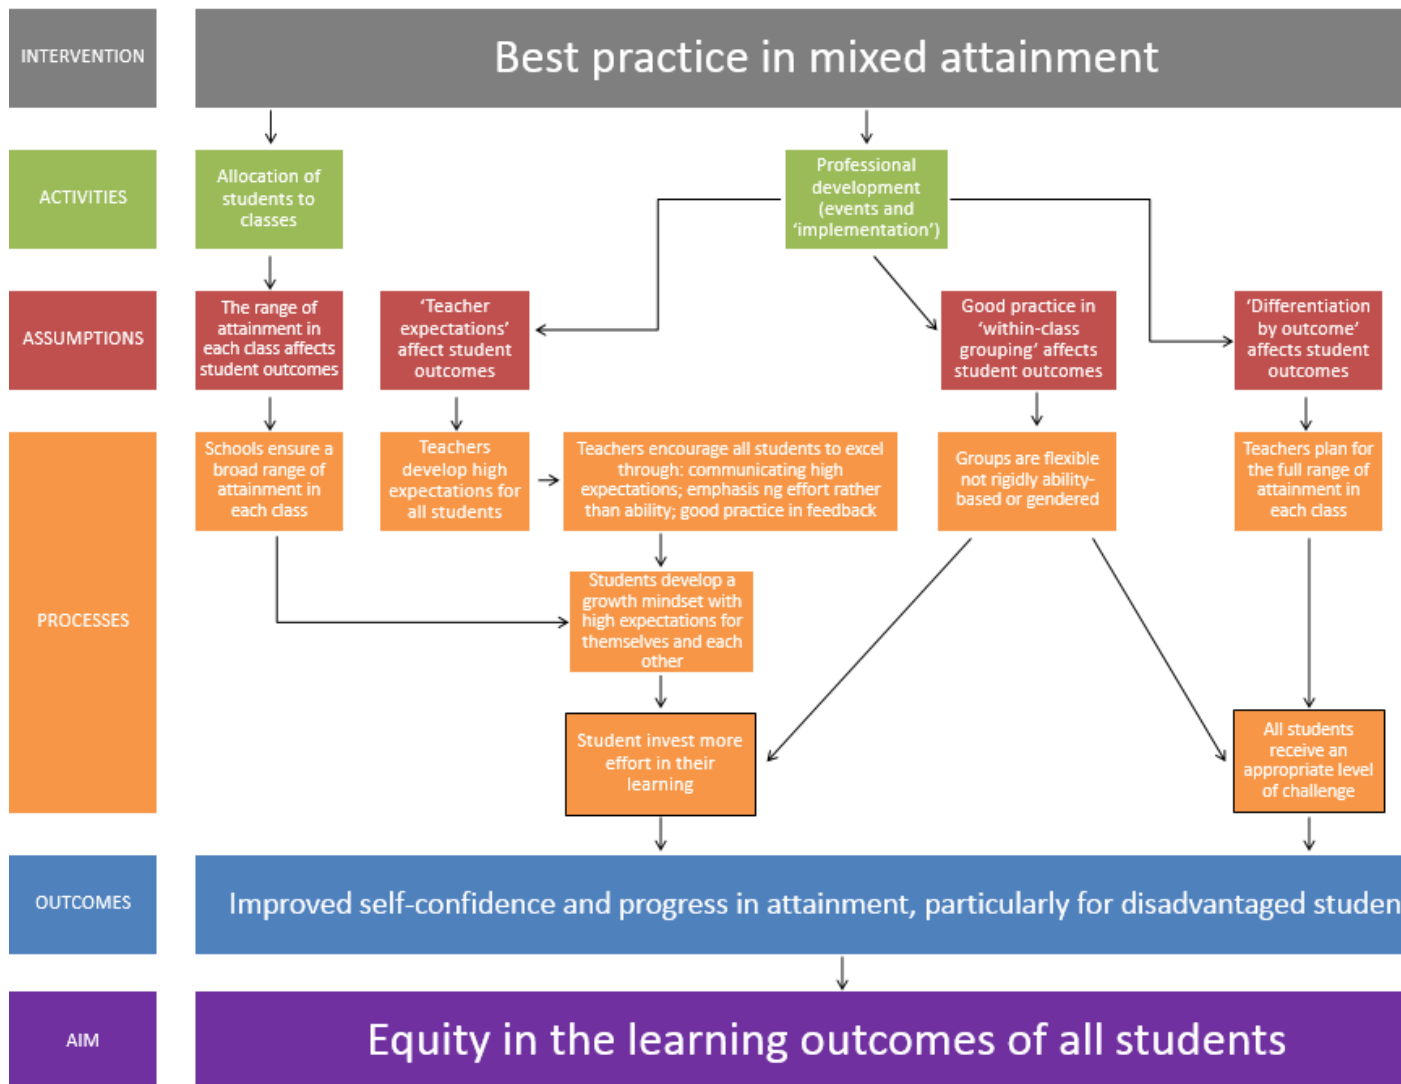 INTERVENTION
Best practice in mixed attainment
ACTIVITIES
Allocation of
students to
classes
Professional
development
(events and
‘implementation’)
ASSUMPTIONS
The range of
attainment in
each class affects
student outcomes
‘Teacher
expectations’
affect student
outcomes
Good practice in
‘within-class
grouping’ affects
student outcomes
‘Differentiation
by outcome’
affects student
outcomes
PROCESSES
Schools ensure a
broad range of
attainment in
each class
Teachers
develop high
expectations for
all students
Teachers encourage all students to excel
through: communicating high
expectations; emphasis ng effort rather
than ability; good practice in feedback
Groups are flexible
not rigidly ability-
based or gendered
Teachers plan for
the full range of
attainment in
each class
Students develop a
growth mindset with
high expectations for
themselves and each
other
Student invest more
effort in their
learning
All students
receive an
appropriate level
of challenge
OUTCOMES
Improved self-confidence and progress in attainment, particularly for disadvantaged studen
AIM
Equity in the learning outcomes of all students